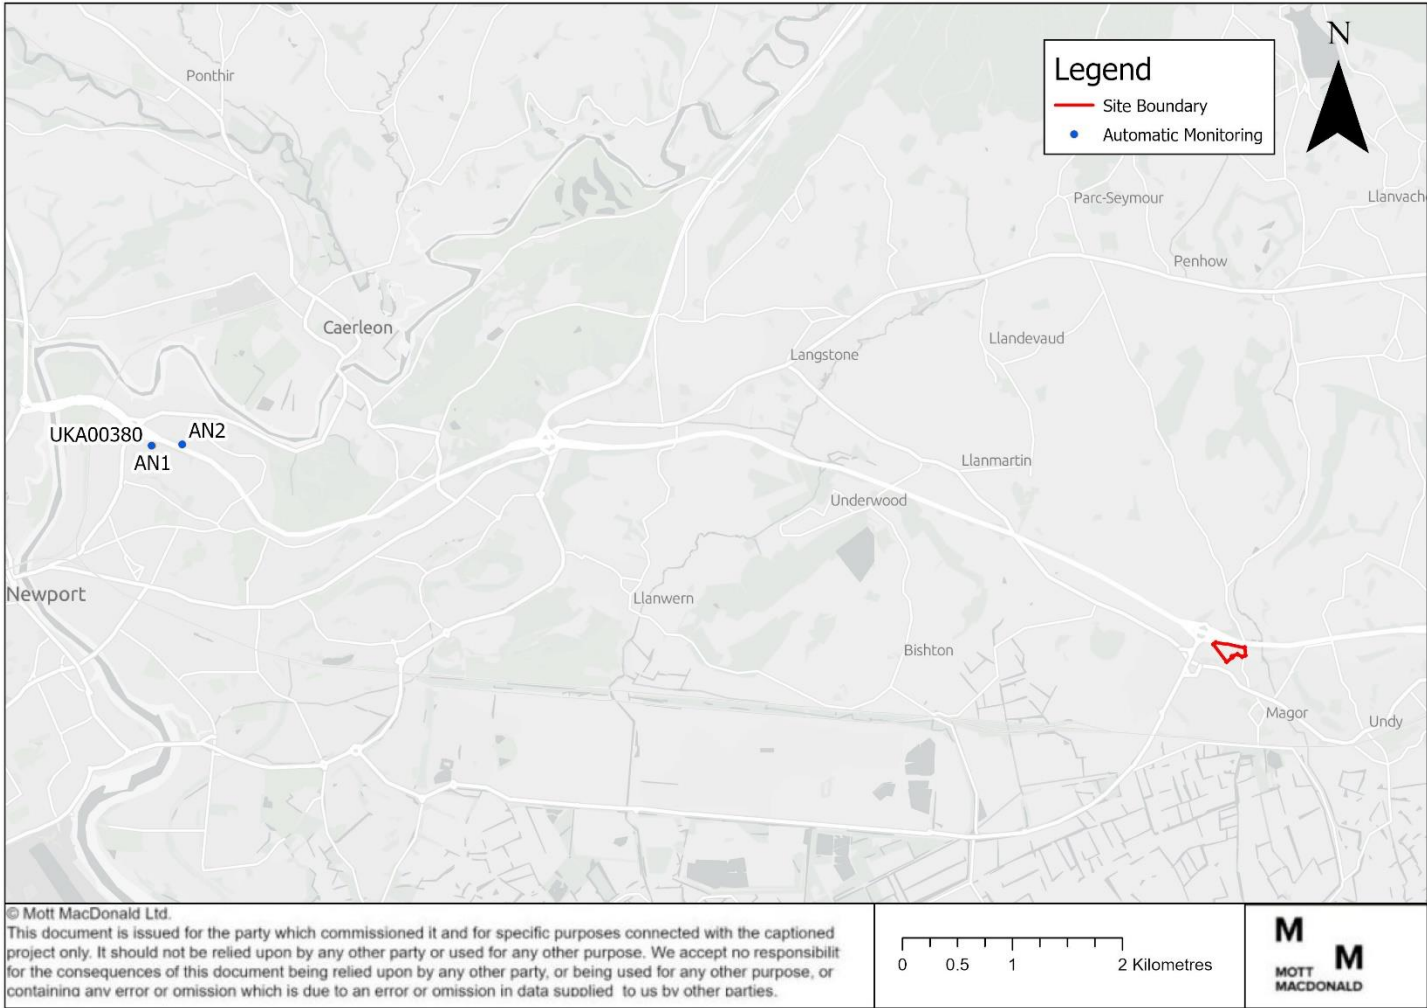 Ponthir
N
Legend
Site Boundary
Automatic Monitoring
Parc-Seymour
Llanvach
Penhow
Caerleon
Llandevaud
Langstone
UKA00380
AN2
AN1
Llanmartin
Underwood
Newport
Llanwern
Bishton
Magor
Undy
© Mott MacDonald Ltd.
This document is issued for the party which commissioned it and for specific purposes connected with the captioned
project only. It should not be relied upon by any other party or used for any other purpose. We accept no responsibilit
for the consequences of this document being relied upon by any other party, or being used for any other purpose, or
containing any error or omission which is due to an error or omission in data supplied to us by other parties.
0 0.5 1 2 Kilometres
M
M
MOTT
MACDONALD